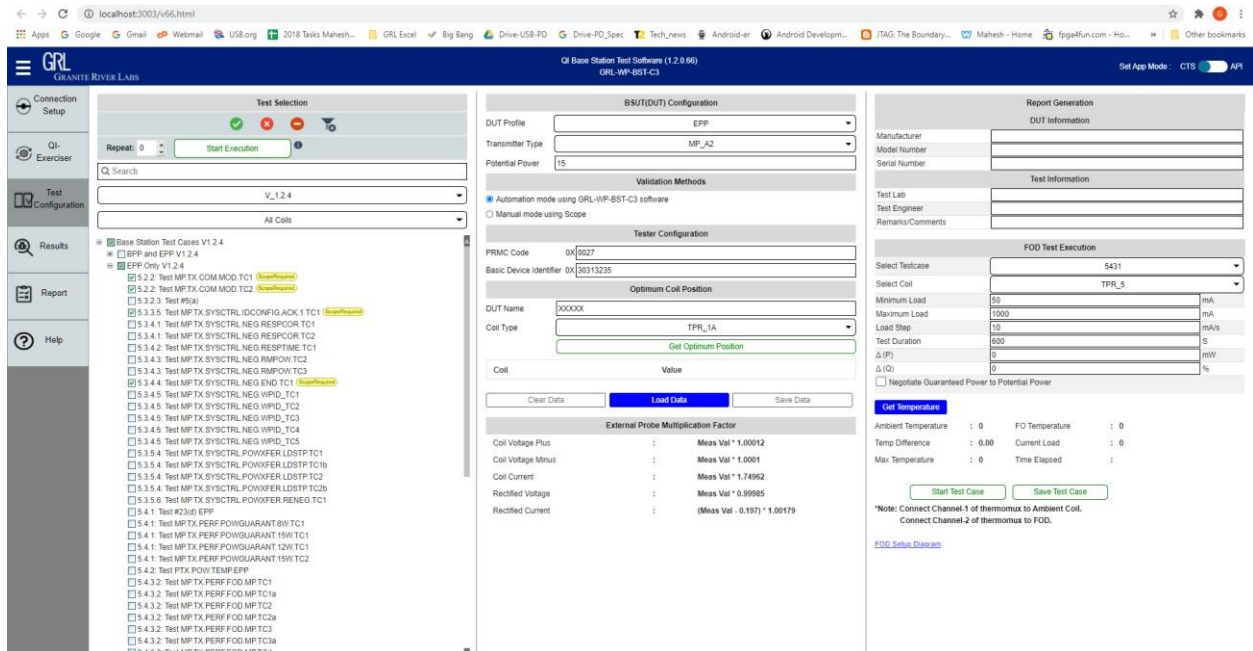 localhost:3003/v66.html
Apps Google Gmail Webmail USB.org 2018 Tasks Mahesh... GRL Excel Big Bang Drive-USB-PD Drive-PD_Spec Tech_news Android-er Android Developm... JTAG: The Boundary... Mahesh - Home fpga4fun.com - Ho... » Other bookmarks
GRL
GRANITE RIVER LABS
QI Base Station Test Software (1.2.0.66)
GRL-WP-BST-C3
Set App Mode : CTS API
Connection Setup
QI-Exerciser
Test Configuration
Results
Report
Help
Test Selection
Repeat: 0 Start Execution
Search
V_1.2.4
All Coils
Base Station Test Cases V1.2.4
BPP and EPP V1.2.4
EPP Only V1.2.4
5.2.2: Test MP.TX.COM.MOD.TC1 ScopeRequired
5.2.2: Test MP.TX.COM.MOD.TC2 ScopeRequired
5.3.2.3: Test #5(a)
5.3.3.5: Test MP.TX.SYSCTRL.IDCONFIG.ACK.1.TC1 ScopeRequired
5.3.4.1: Test MP.TX.SYSCTRL.NEG.RESPCOR.TC1
5.3.4.1: Test MP.TX.SYSCTRL.NEG.RESPCOR.TC2
5.3.4.2: Test MP.TX.SYSCTRL.NEG.RESPTIME.TC1
5.3.4.3: Test MP.TX.SYSCTRL.NEG.RMPOW.TC2
5.3.4.3: Test MP.TX.SYSCTRL.NEG.RMPOW.TC3
5.3.4.4: Test MP.TX.SYSCTRL.NEG.END.TC1 ScopeRequired
5.3.4.5: Test MP.TX.SYSCTRL.NEG.WPID_TC1
5.3.4.5: Test MP.TX.SYSCTRL.NEG.WPID_TC2
5.3.4.5: Test MP.TX.SYSCTRL.NEG.WPID_TC3
5.3.4.5: Test MP.TX.SYSCTRL.NEG.WPID_TC4
5.3.4.5: Test MP.TX.SYSCTRL.NEG.WPID_TC5
5.3.5.4: Test MP.TX.SYSCTRL.POWXFER.LDSTP.TC1
5.3.5.4: Test MP.TX.SYSCTRL.POWXFER.LDSTP.TC1b
5.3.5.4: Test MP.TX.SYSCTRL.POWXFER.LDSTP.TC2
5.3.5.4: Test MP.TX.SYSCTRL.POWXFER.LDSTP.TC2b
5.3.5.6: Test MP.TX.SYSCTRL.POWXFER.RENEG.TC1
5.4.1: Test #23(d) EPP
5.4.1: Test MP.TX.PERF.POWGUARANT.8W.TC1
5.4.1: Test MP.TX.PERF.POWGUARANT.15W.TC1
5.4.1: Test MP.TX.PERF.POWGUARANT.12W.TC1
5.4.1: Test MP.TX.PERF.POWGUARANT.15W.TC2
5.4.2: Test PTX.POW.TEMP.EPP
5.4.3.2: Test MP.TX.PERF.FOD.MP.TC1
5.4.3.2: Test MP.TX.PERF.FOD.MP.TC1a
5.4.3.2: Test MP.TX.PERF.FOD.MP.TC2
5.4.3.2: Test MP.TX.PERF.FOD.MP.TC2a
5.4.3.2: Test MP.TX.PERF.FOD.MP.TC3
5.4.3.2: Test MP.TX.PERF.FOD.MP.TC3a
BSUT(DUT) Configuration
DUT Profile EPP
Transmitter Type MP_A2
Potential Power 15
Validation Methods
Automation mode using GRL-WP-BST-C3 software
Manual mode using Scope
Tester Configuration
PRMC Code 0X 0027
Basic Device Identifier 0X 30313235
Optimum Coil Position
DUT Name XXXXX
Coil Type TPR_1A
Get Optimum Position
Coil Value
Clear Data Load Data Save Data
External Probe Multiplication Factor
Coil Voltage Plus : Meas Val * 1.00012
Coil Voltage Minus : Meas Val * 1.0001
Coil Current : Meas Val * 1.74962
Rectified Voltage : Meas Val * 0.99985
Rectified Current : (Meas Val - 0.197) * 1.00179
Report Generation
DUT Information
Manufacturer
Model Number
Serial Number
Test Information
Test Lab
Test Engineer
Remarks/Comments
FOD Test Execution
Select Testcase 5431
Select Coil TPR_5
Minimum Load 50 mA
Maximum Load 1000 mA
Load Step 10 mA/s
Test Duration 600 S
Δ (P) 0 mW
Δ (Q) 0 %
Negotiate Guaranteed Power to Potential Power
Get Temperature
Ambient Temperature : 0 FO Temperature : 0
Temp Difference : 0.00 Current Load : 0
Max Temperature : 0 Time Elapsed :
Start Test Case Save Test Case
*Note: Connect Channel-1 of thermomux to Ambient Coil.
Connect Channel-2 of thermomux to FOD.
FOD Setup Diagram